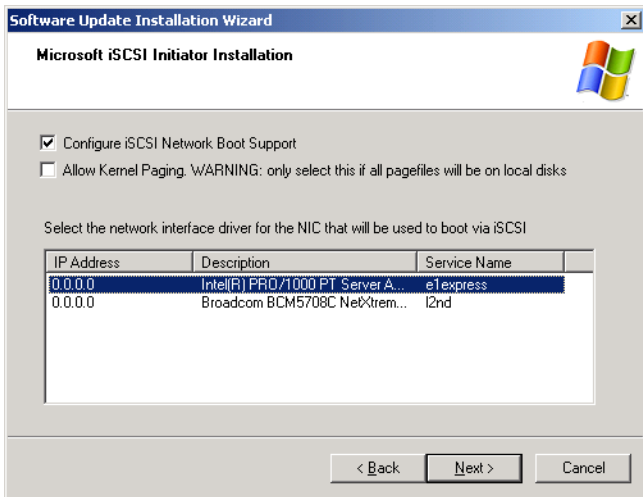 Software Update Installation Wizard
Microsoft iSCSI Initiator Installation
Configure iSCSI Network Boot Support
Allow Kernel Paging. WARNING: only select this if all pagefiles will be on local disks
Select the network interface driver for the NIC that will be used to boot via iSCSI
IP Address Description Service Name
0.0.0.0 Intel(R) PRO/1000 PT Server A... e1express
0.0.0.0 Broadcom BCM5708C NetXtrem... l2nd
< Back Next > Cancel